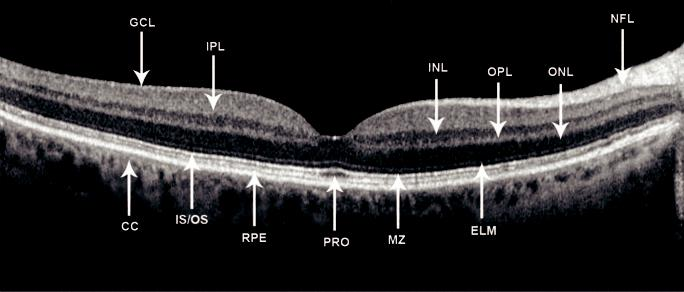 GCL
IPL
INL
OPL
ONL
NFL
CC
IS/OS
RPE
PRO
MZ
ELM